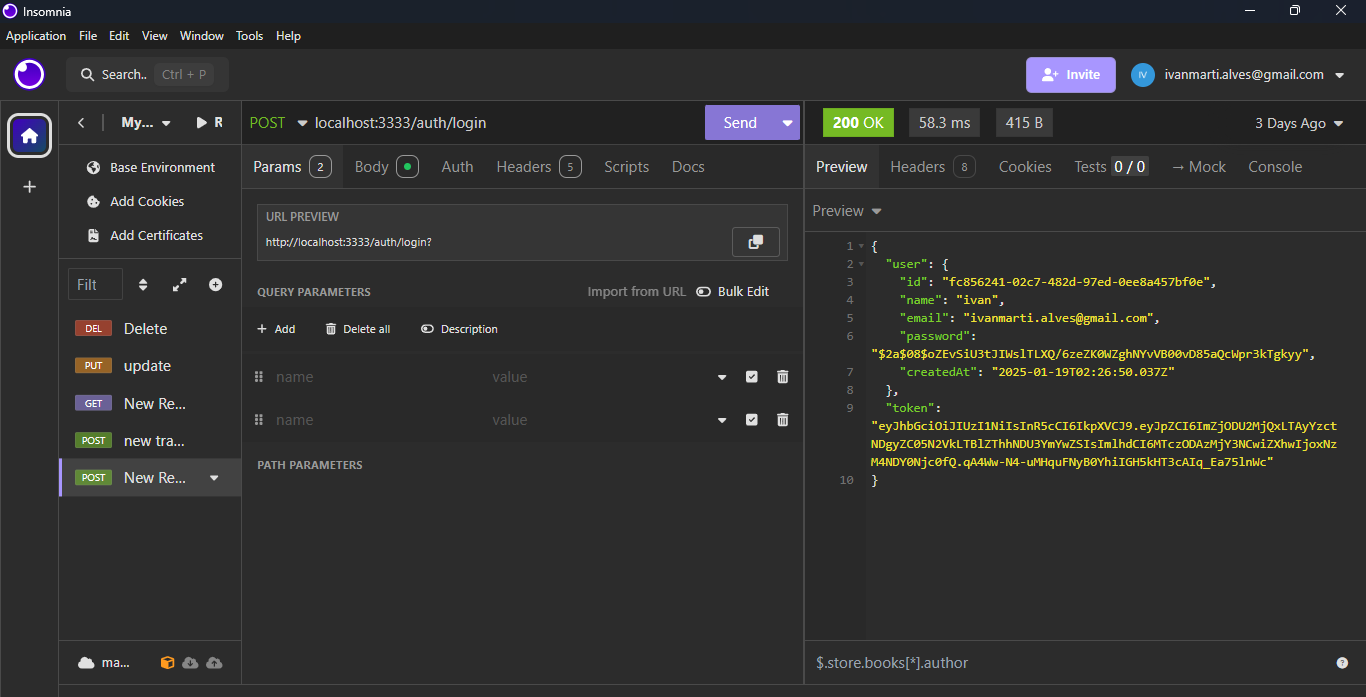 Insomnia
Application File Edit View Window Tools Help
Search.. Ctrl + P
Invite
IV ivanmarti.alves@gmail.com
My... R
POST localhost:3333/auth/login Send
200 OK 58.3 ms 415 B 3 Days Ago
Base Environment
Add Cookies
Add Certificates
Filt
DEL Delete
PUT update
GET New Re...
POST new tra...
POST New Re...
ma...
Params 2 Body Auth Headers 5 Scripts Docs
URL PREVIEW
http://localhost:3333/auth/login?
QUERY PARAMETERS Import from URL Bulk Edit
Add Delete all Description
name value
name value
PATH PARAMETERS
Preview Headers 8 Cookies Tests 0 / 0 → Mock Console
Preview
1 {
2 "user": {
3 "id": "fc856241-02c7-482d-97ed-0ee8a457bf0e",
4 "name": "ivan",
5 "email": "ivanmarti.alves@gmail.com",
6 "password":
"$2a$08$oZEvSiU3tJIWslTLXQ/6zeZK0WZghNYvVB00vD85aQcWpr3kTgkyy",
7 "createdAt": "2025-01-19T02:26:50.037Z"
8 },
9 "token":
"eyJhbGciOiJIUzI1NiIsInR5cCI6IkpXVCJ9.eyJpZCI6ImZjODU2MjQxLTAyYzct
NDgyZC05N2VkLTBlZThhNDU3YmYwZSIsImlhdCI6MTczODAzMjY3NCwiZXhwIjoxNz
M4NDY0Njc0fQ.qA4Ww-N4-uMHquFNyB0YhiIGH5kHT3cAIq_Ea75lnWc"
10 }
$.store.books[*].author